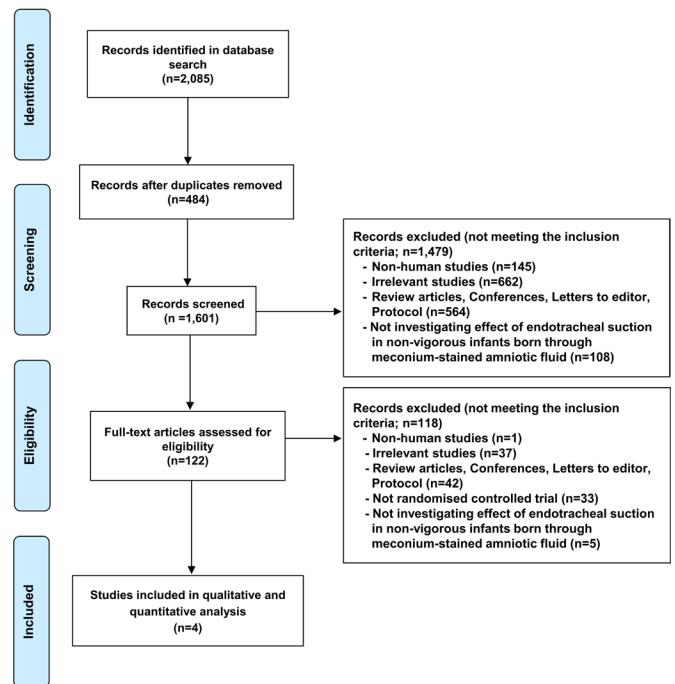 Identification
Records identified in database
search
(n=2,085)
Records after duplicates removed
(n=484)
Screening
Records screened
(n =1,601)
Records excluded (not meeting the inclusion
criteria; n=1,479)
- Non-human studies (n=145)
- Irrelevant studies (n=662)
- Review articles, Conferences, Letters to editor,
Protocol (n=564)
-Not investigating effect of endotracheal suction
in non-vigorous infants born through
meconium-stained amniotic fluid (n=108)
Eligibility
Full-text articles assessed for
eligibility
(n=122)
Records excluded (not meeting the inclusion
criteria; n=118)
- Non-human studies (n=1)
- Irrelevant studies (n=37)
- Review articles, Conferences, Letters to editor,
Protocol (n=42)
- Not randomised controlled trial (n=33)
- Not investigating effect of endotracheal suction
in non-vigorous infants born through
meconium-stained amniotic fluid (n=5)
Included
Studies included in qualitative and
quantitative analysis
(n=4)